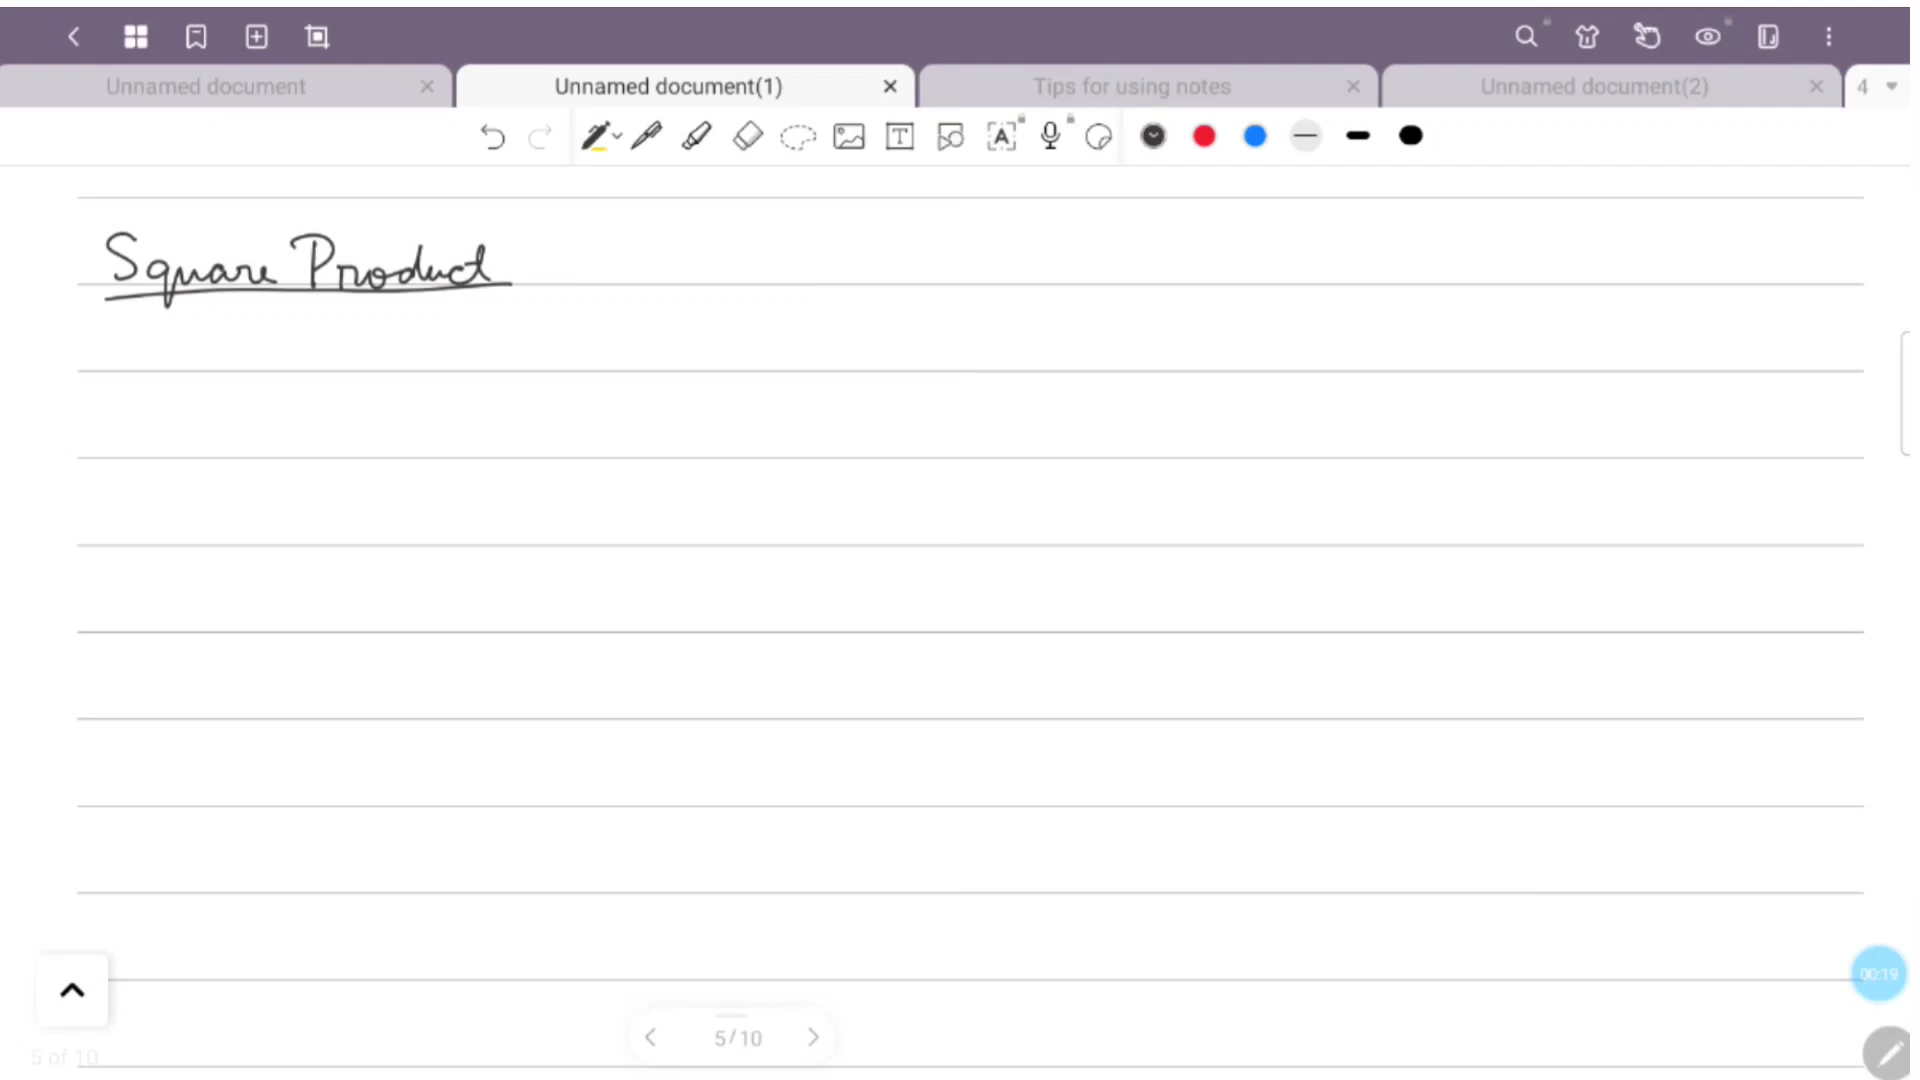 Unnamed document
Unnamed document(1)
Tips for using notes
Unnamed document(2)
4
Square Product
00:19
5/10
5 of 10